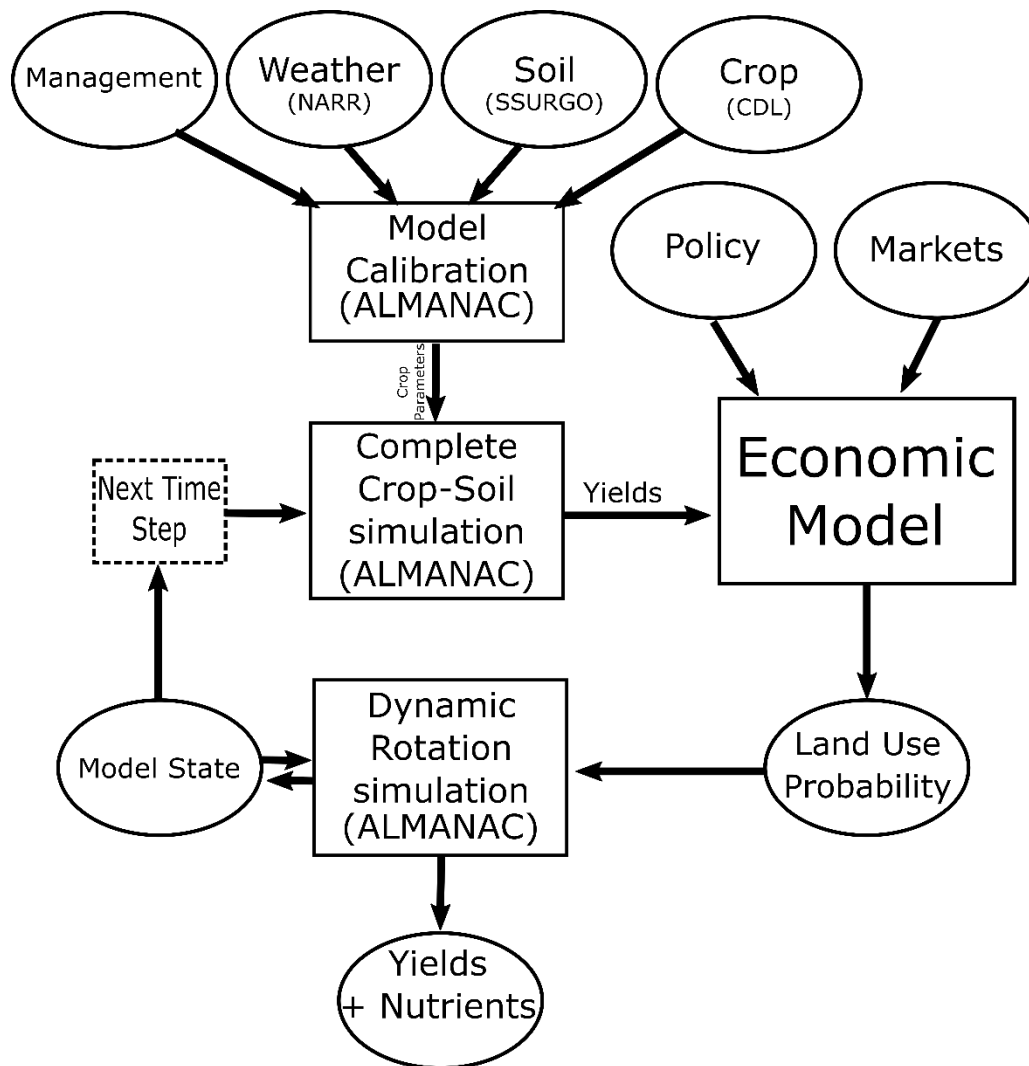 Management
Weather
(NARR)
Soil
(SSURGO)
Crop
(CDL)
Model
Calibration
(ALMANAC)
Policy
Markets
Crop
Parameters
Next Time
Step
Complete
Crop-Soil
simulation
(ALMANAC)
Yields
Economic
Model
Model State
Dynamic
Rotation
simulation
(ALMANAC)
Land Use
Probability
Yields
+ Nutrients